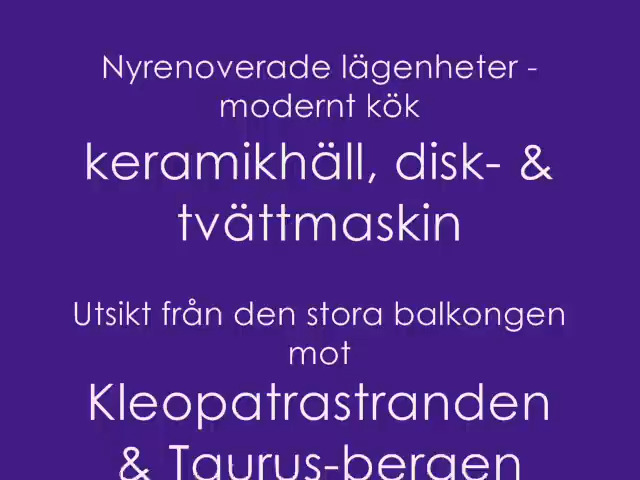 Nyrenoverade lägenheter -
modernt kök
keramikhäll, disk- &
tvättmaskin
Utsikt från den stora balkongen
mot
Kleopatrastranden
& Taurus-bergen